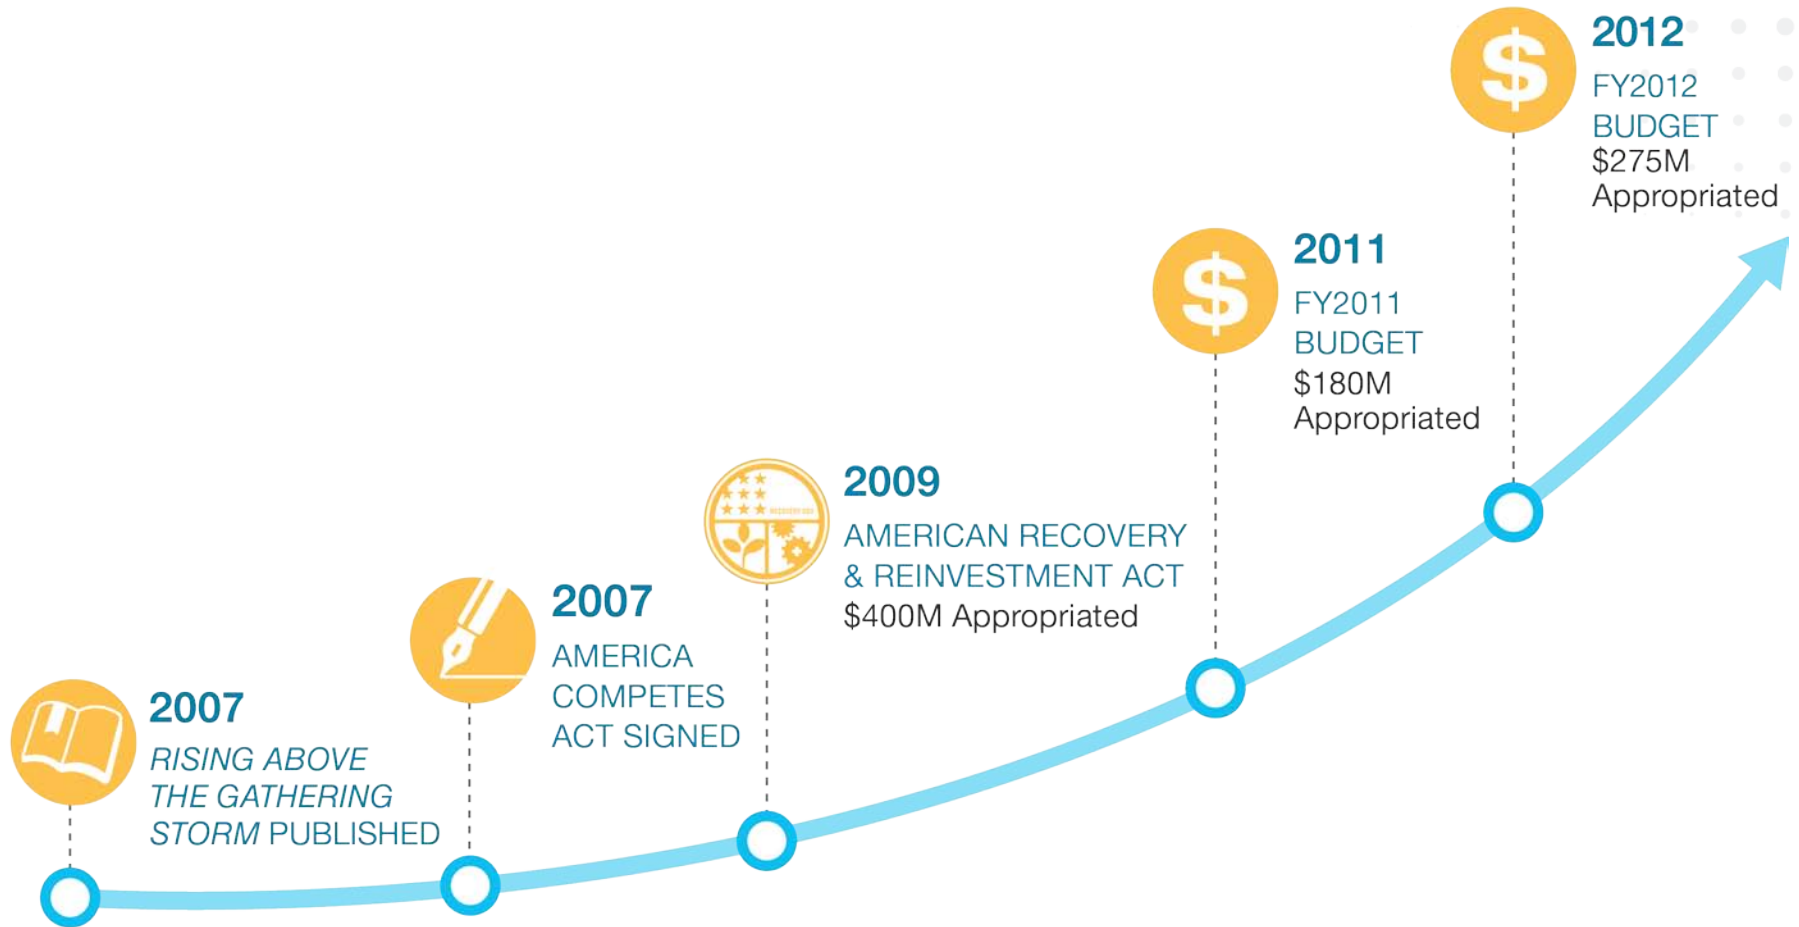 2012
FY2012
BUDGET
$275M
Appropriated
2011
FY2011
BUDGET
$180M
Appropriated
2009
AMERICAN RECOVERY
& REINVESTMENT ACT
$400M Appropriated
2007
AMERICA
COMPETES
ACT SIGNED
2007
RISING ABOVE
THE GATHERING
STORM PUBLISHED